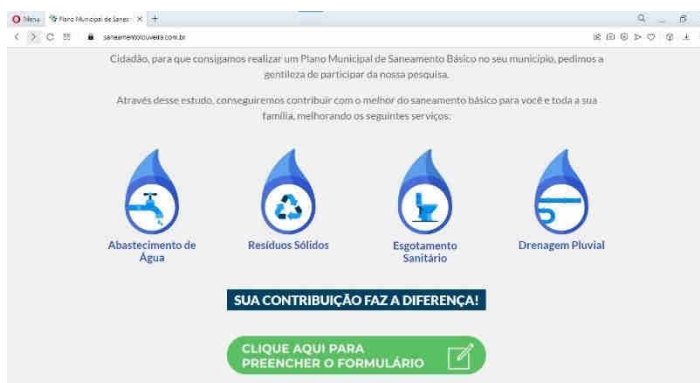 Menu
Plano Municipal de Sanea
saneamentolouveira.com.br
Cidadão, para que consigamos realizar um Plano Municipal de Saneamento Básico no seu município, pedimos a
gentileza de participar da nossa pesquisa.
Através desse estudo, conseguiremos contribuir com o melhor do saneamento básico para você e toda a sua
família, melhorando os seguintes serviços:
Abastecimento de
Água
Resíduos Sólidos
Esgotamento
Sanitário
Drenagem Pluvial
SUA CONTRIBUIÇÃO FAZ A DIFERENÇA!
CLIQUE AQUI PARA
PREENCHER O FORMULÁRIO